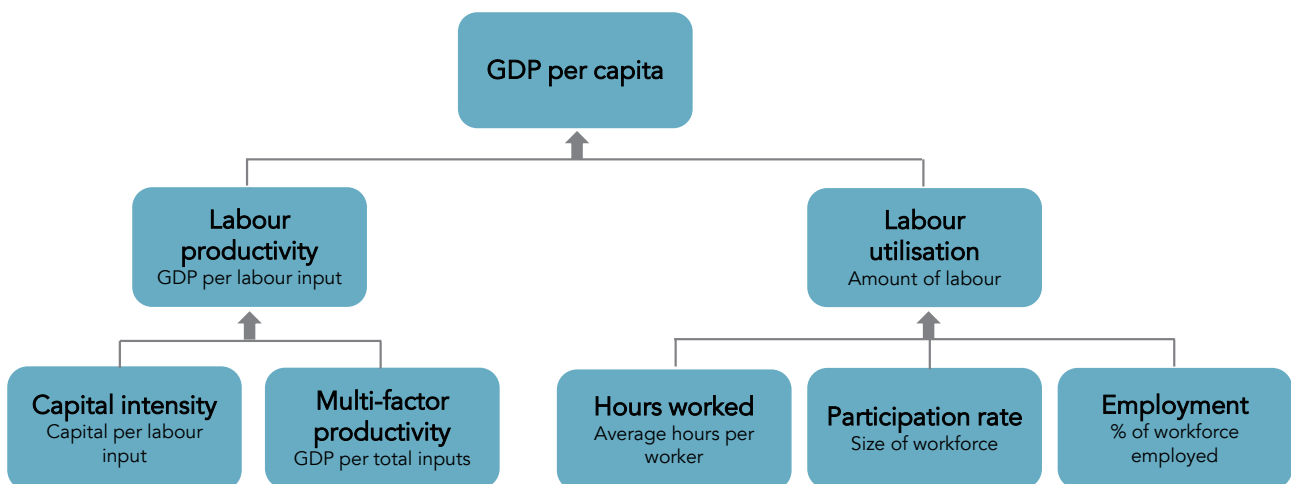 GDP per capita
Labour
productivity
GDP per labour input
Labour
utilisation
Amount of labour
Capital intensity
Capital per labour
input
Multi-factor
productivity
GDP per total inputs
Hours worked
Average hours per
worker
Participation rate
Size of workforce
Employment
% of workforce
employed